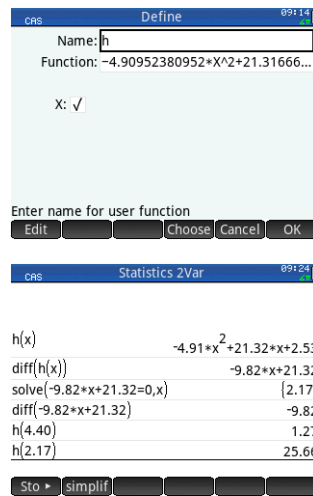 CAS Define 09:14
Name: h
Function: -4.90952380952*X^2+21.31666...
X: √
Enter name for user function
Edit Choose Cancel OK
CAS Statistics 2Var 09:24
h(x)
-4.91*x²+21.32*x+2.53
diff(h(x)) -9.82*x+21.32
solve(-9.82*x+21.32=0,x) {2.17
diff(-9.82*x+21.32) -9.82
h(4.40) 1.27
h(2.17) 25.66
Sto ▸ simplif